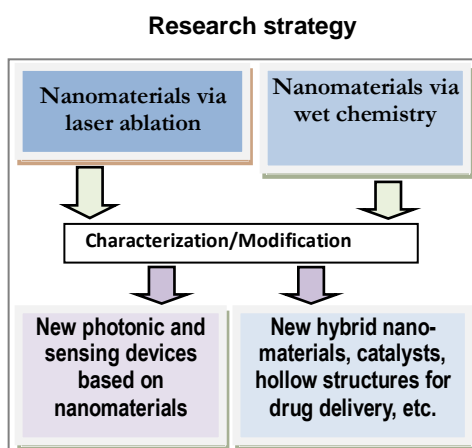 Research strategy
Nanomaterials via
laser ablation
Nanomaterials via
wet chemistry
Characterization/Modification
New photonic and
sensing devices
based on
nanomaterials
New hybrid nano-
materials, catalysts,
hollow structures for
drug delivery, etc.